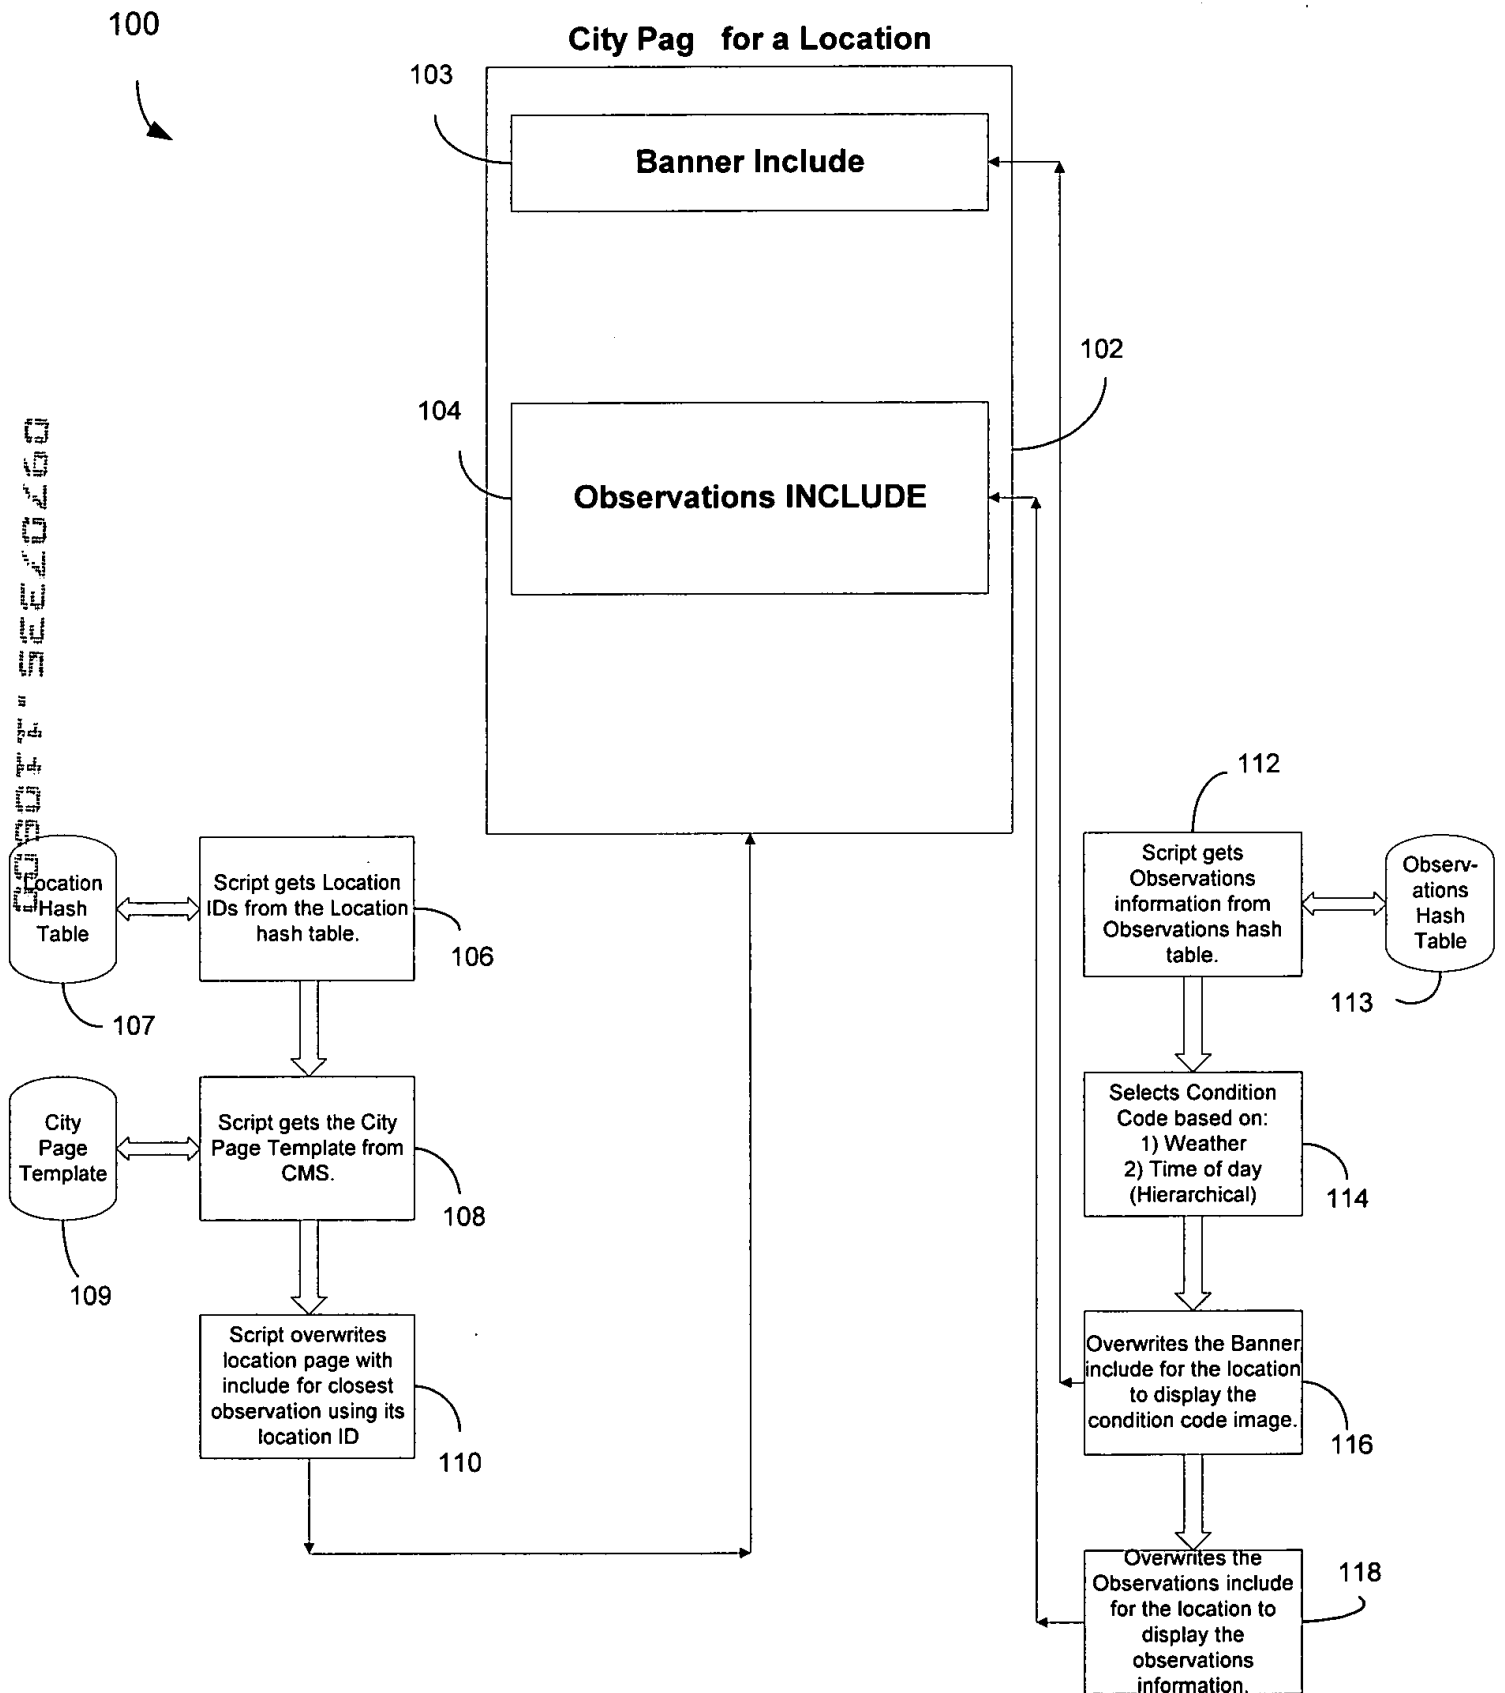 100
City Pag for a Location
103
Banner Include
102
104
Observations INCLUDE
Location
Hash
Table
107
Script gets Location
IDs from the Location
hash table.
106
City
Page
Template
109
Script gets the City
Page Template from
CMS.
108
Script overwrites
location page with
include for closest
observation using its
location ID
110
112
Script gets
Observations
information from
Observations hash
table.
Observ-
ations
Hash
Table
113
Selects Condition
Code based on:
1) Weather
2) Time of day
(Hierarchical)
114
Overwrites the Banner
include for the location
to display the
condition code image.
116
Overwrites the
Observations include
for the location to
display the
observations
information.
118